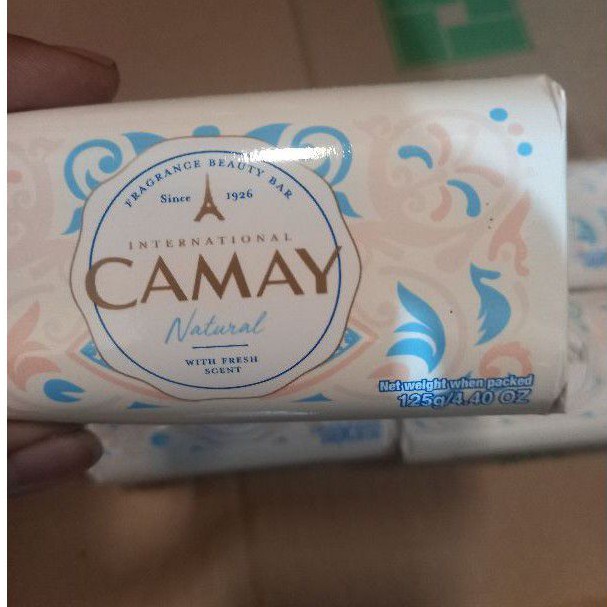 FRAGRANCE BEAUTY BAR
Since 1926
INTERNATIONAL
CAMAY
Natural
WITH FRESH
SCENT
Net weight when packed
125g/4.40 OZ